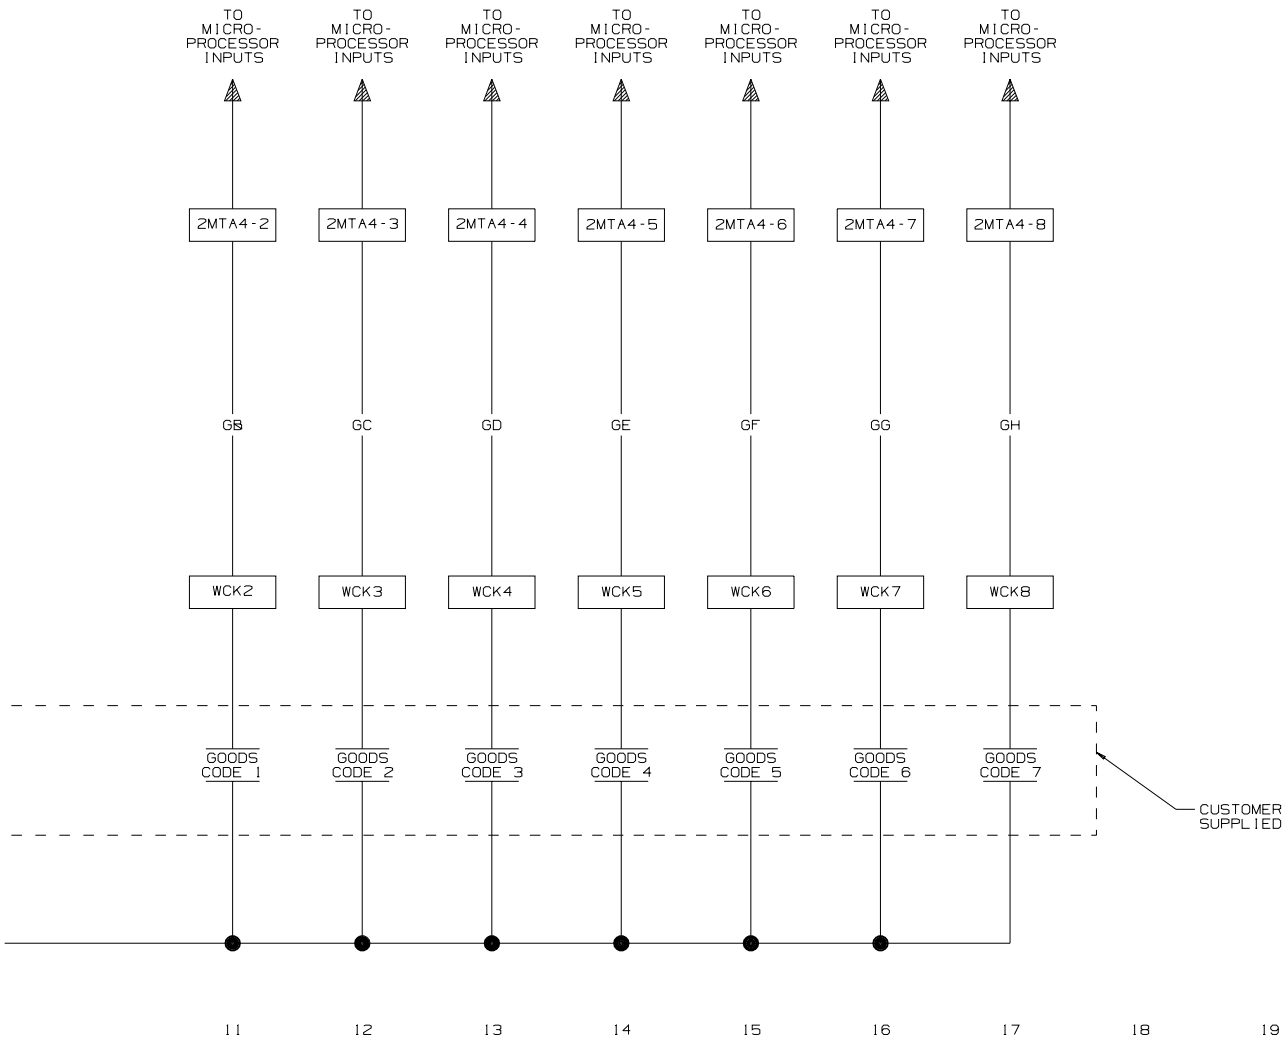 TO TO TO TO TO TO TO
MICRO- MICRO- MICRO- MICRO- MICRO- MICRO- MICRO-
PROCESSOR PROCESSOR PROCESSOR PROCESSOR PROCESSOR PROCESSOR PROCESSOR
INPUTS INPUTS INPUTS INPUTS INPUTS INPUTS INPUTS
2MTA4-2 2MTA4-3 2MTA4-4 2MTA4-5 2MTA4-6 2MTA4-7 2MTA4-8
GC GD GE GF GG GH
WCK2 WCK3 WCK4 WCK5 WCK6 WCK7 WCK8
GOODS GOODS GOODS GOODS GOODS GOODS GOODS
CODE 1 CODE 2 CODE 3 CODE 4 CODE 5 CODE 6 CODE 7
CUSTOMER
SUPPLIED
11 12 13 14 15 16 17 18 19